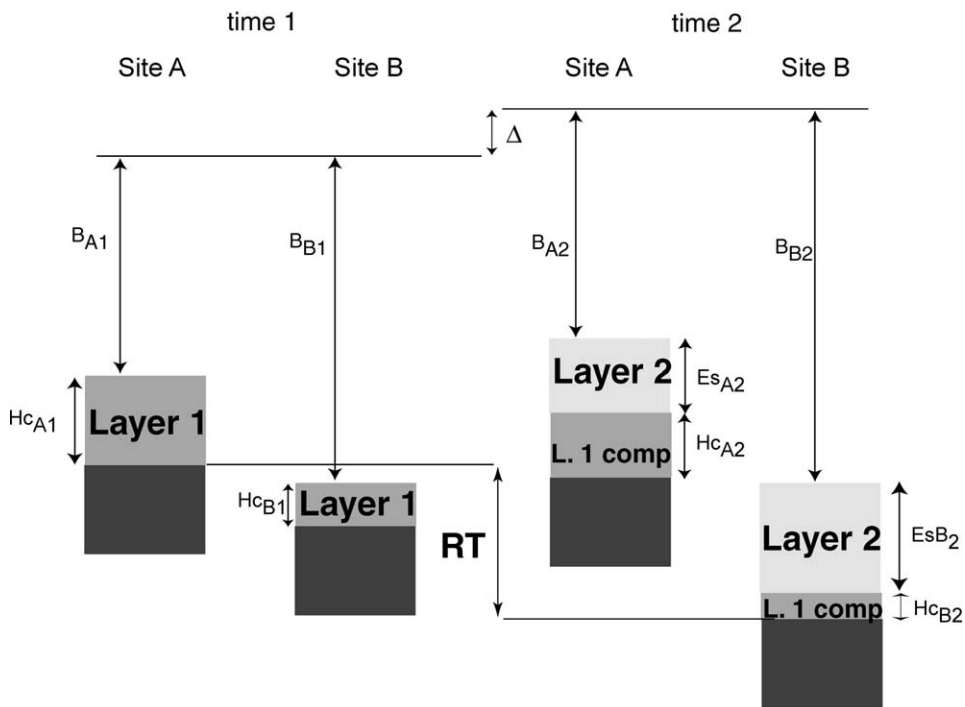 time 1
time 2
Site A
Site B
Site A
Site B
Δ
BA1
BB1
BA2
BB2
Layer 1
HcA1
Layer 2
EsA2
L. 1 comp
HcA2
HcB1
Layer 1
RT
Layer 2
EsB2
L. 1 comp
HcB2